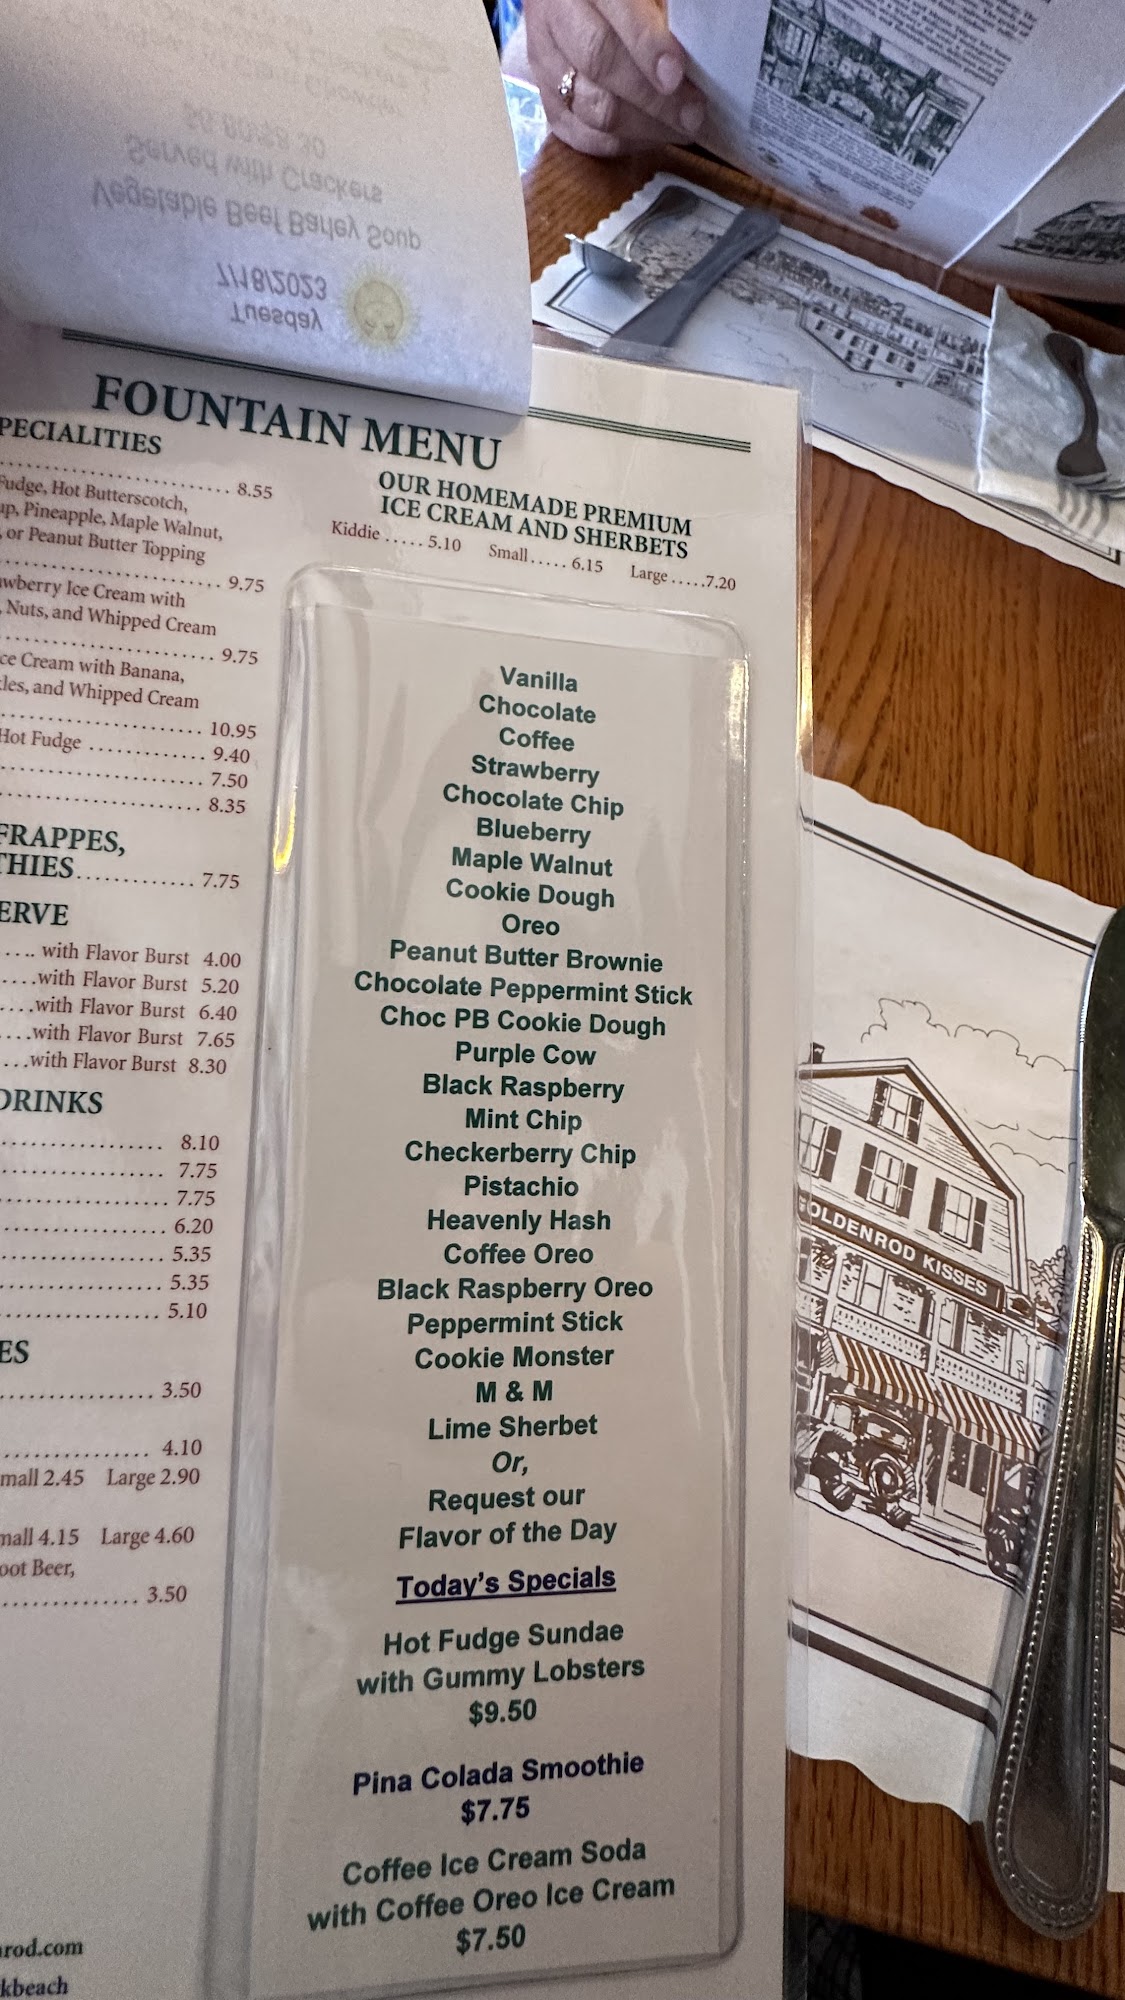 Tuesday
7/18/2023
Vegetable Beef Barley Soup
Served with Crackers
Chowder
FOUNTAIN MENU
PECIALITIES
8.55
Fudge, Hot Butterscotch,
up, Pineapple, Maple Walnut,
, or Peanut Butter Topping
9.75
awberry Ice Cream with
, Nuts, and Whipped Cream
9.75
ce Cream with Banana,
kles, and Whipped Cream
10.95
Hot Fudge ............ 9.40
7.50
8.35
FRAPPES,
THIES............. 7.75
ERVE
.... with Flavor Burst 4.00
....with Flavor Burst 5.20
....with Flavor Burst 6.40
....with Flavor Burst 7.65
....with Flavor Burst 8.30
DRINKS
8.10
7.75
7.75
6.20
5.35
5.35
5.10
ES
3.50
4.10
mall 2.45 Large 2.90
mall 4.15 Large 4.60
oot Beer,
3.50
rod.com
kbeach
OUR HOMEMADE PREMIUM
ICE CREAM AND SHERBETS
Kiddie ..... 5.10 Small ..... 6.15 Large .....7.20
Vanilla
Chocolate
Coffee
Strawberry
Chocolate Chip
Blueberry
Maple Walnut
Cookie Dough
Oreo
Peanut Butter Brownie
Chocolate Peppermint Stick
Choc PB Cookie Dough
Purple Cow
Black Raspberry
Mint Chip
Checkerberry Chip
Pistachio
Heavenly Hash
Coffee Oreo
Black Raspberry Oreo
Peppermint Stick
Cookie Monster
M & M
Lime Sherbet
Or,
Request our
Flavor of the Day
Today's Specials
Hot Fudge Sundae
with Gummy Lobsters
$9.50
Pina Colada Smoothie
$7.75
Coffee Ice Cream Soda
with Coffee Oreo Ice Cream
$7.50
OLDENROD KISSES